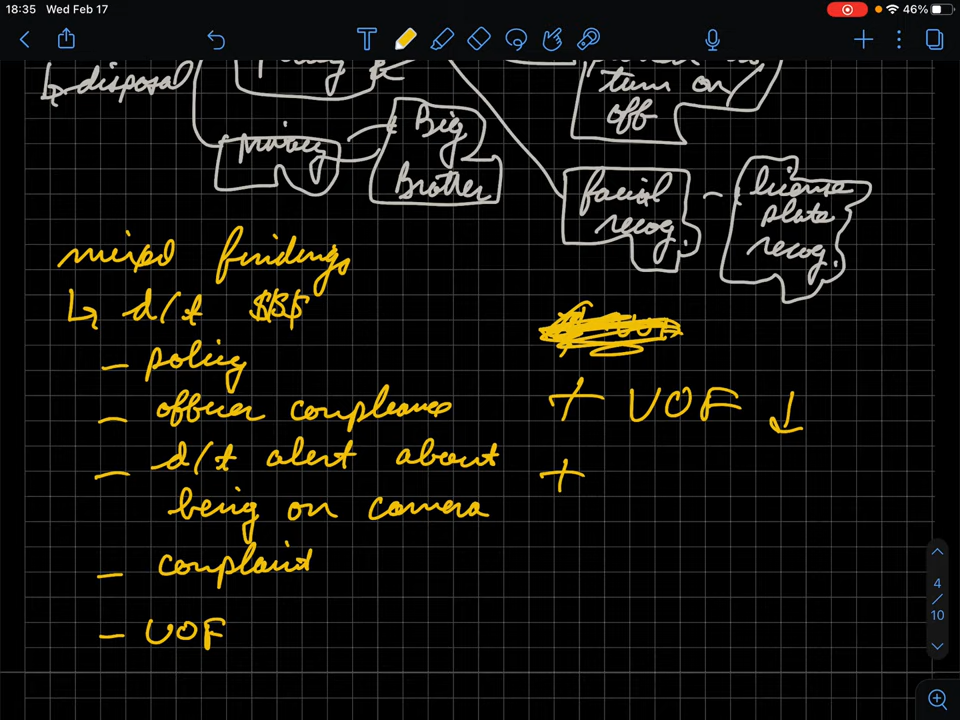 18:35 Wed Feb 17
46%
↳ disposal
turn on/
off
privacy
Big
Brother
facial
recog.
license
plate
recog.
mixed findings
↳ d/t $$$
- policy
- officer compliance
- d/t alert about
being on camera
- complaint
- UOF
+ UOF ↓
+
4
/
10